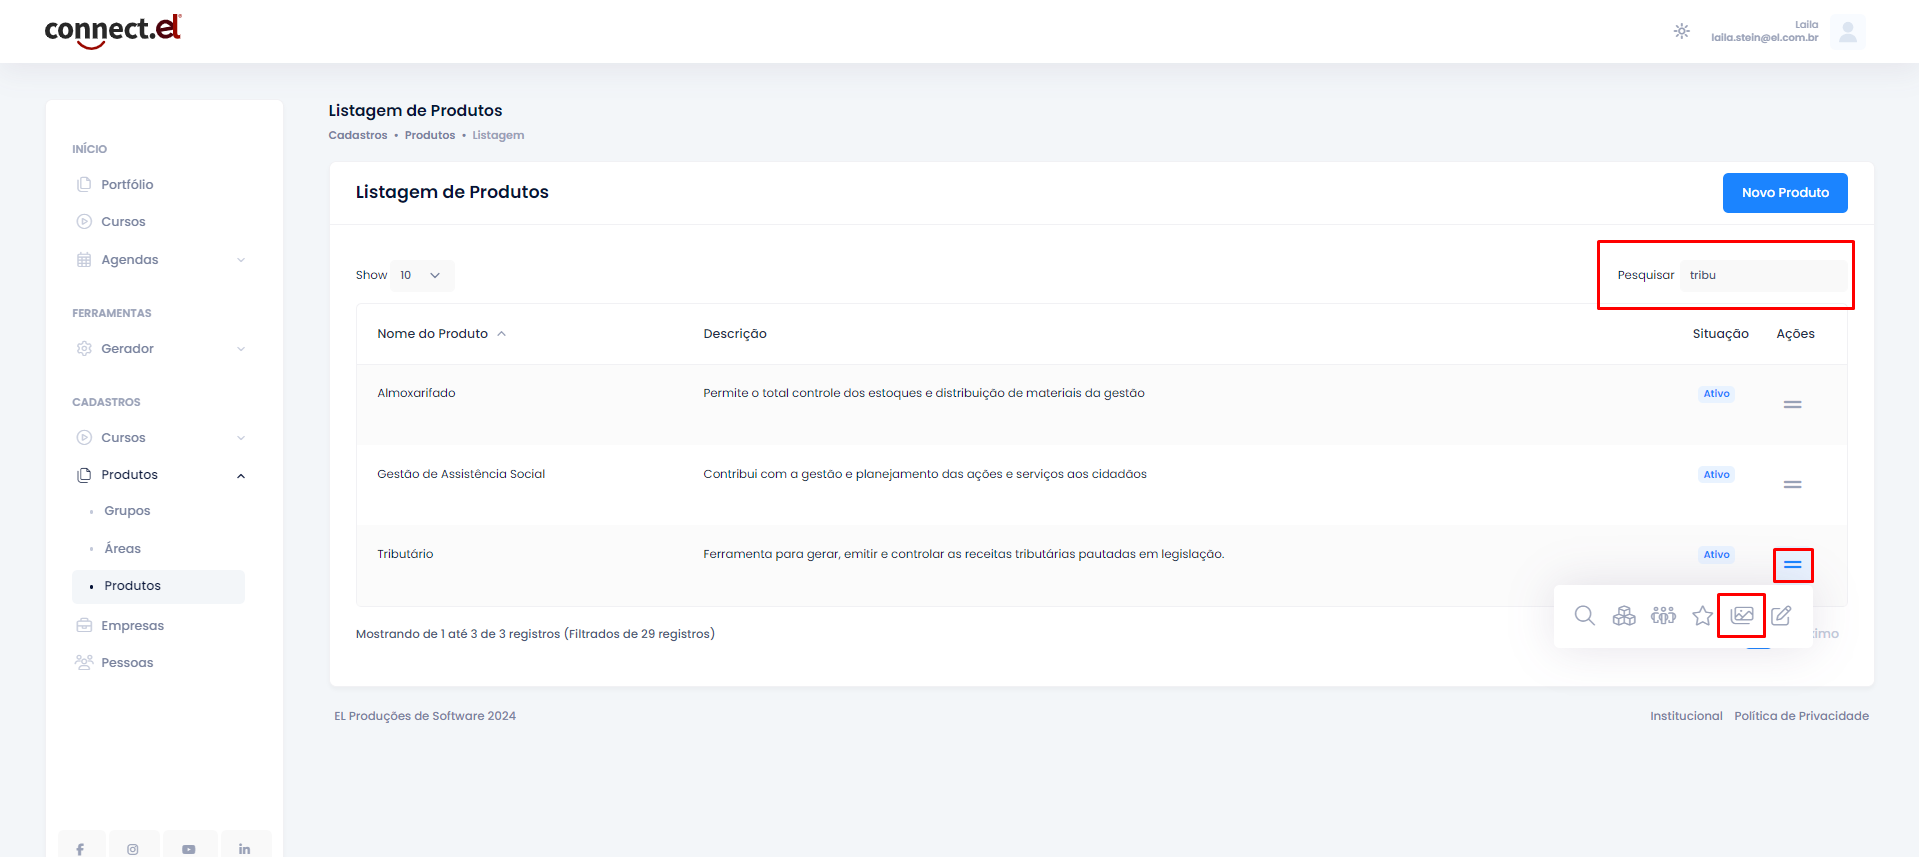 connect.el
Laila
laila.stein@el.com.br
INÍCIO
Portfólio
Cursos
Agendas
FERRAMENTAS
Gerador
CADASTROS
Cursos
Produtos
Grupos
Áreas
Produtos
Empresas
Pessoas
Listagem de Produtos
Cadastros • Produtos • Listagem
Listagem de Produtos
Novo Produto
Show 10
Pesquisar tribu
Nome do Produto Descrição Situação Ações
Almoxarifado Permite o total controle dos estoques e distribuição de materiais da gestão Ativo
Gestão de Assistência Social Contribui com a gestão e planejamento das ações e serviços aos cidadãos Ativo
Tributário Ferramenta para gerar, emitir e controlar as receitas tributárias pautadas em legislação. Ativo
Mostrando de 1 até 3 de 3 registros (Filtrados de 29 registros)
EL Produções de Software 2024
Institucional Política de Privacidade